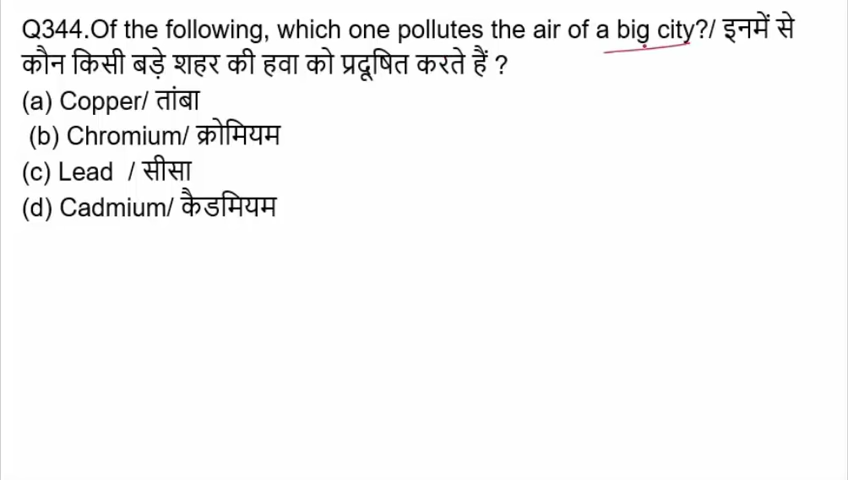 Q344.Of the following, which one pollutes the air of a big city?/ इनमें से
कौन किसी बड़े शहर की हवा को प्रदूषित करते हैं ?
(a) Copper/ तांबा
(b) Chromium/ क्रोमियम
(c) Lead / सीसा
(d) Cadmium/ कैडमियम